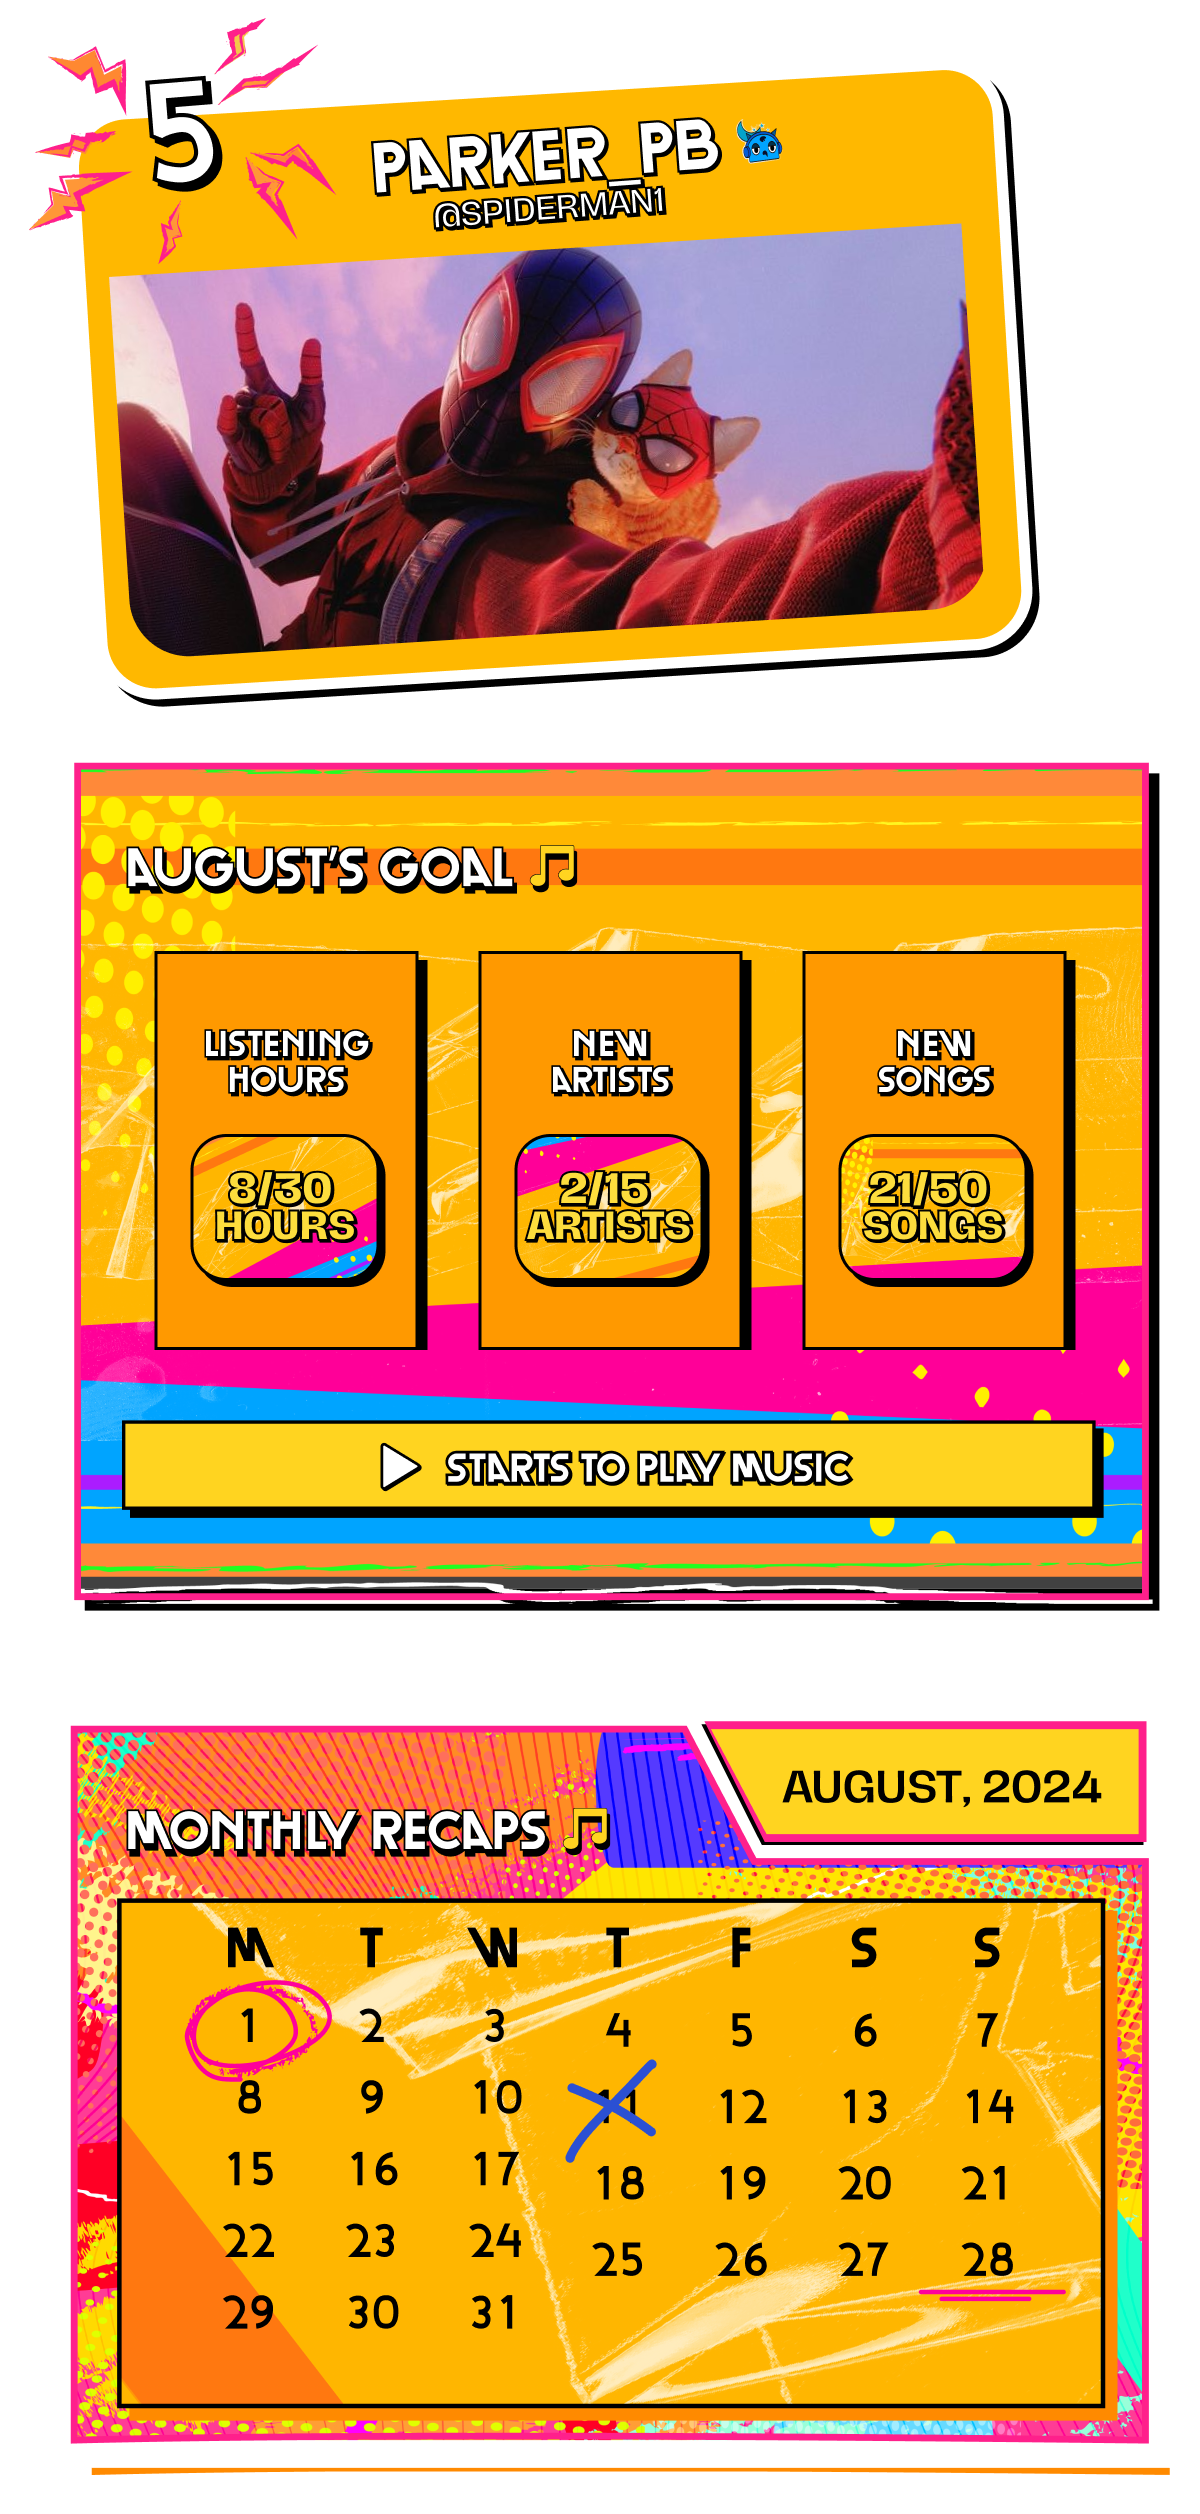 5
PARKER_PB
@SPIDERMAN1
AUGUST'S GOAL
LISTENING
HOURS
8/30
HOURS
NEW
ARTISTS
2/15
ARTISTS
NEW
SONGS
21/50
SONGS
STARTS TO PLAY MUSIC
AUGUST, 2024
MONTHLY RECAPS
M T W T F S S
1 2 3 4 5 6 7
8 9 10 11 12 13 14
15 16 17 18 19 20 21
22 23 24 25 26 27 28
29 30 31